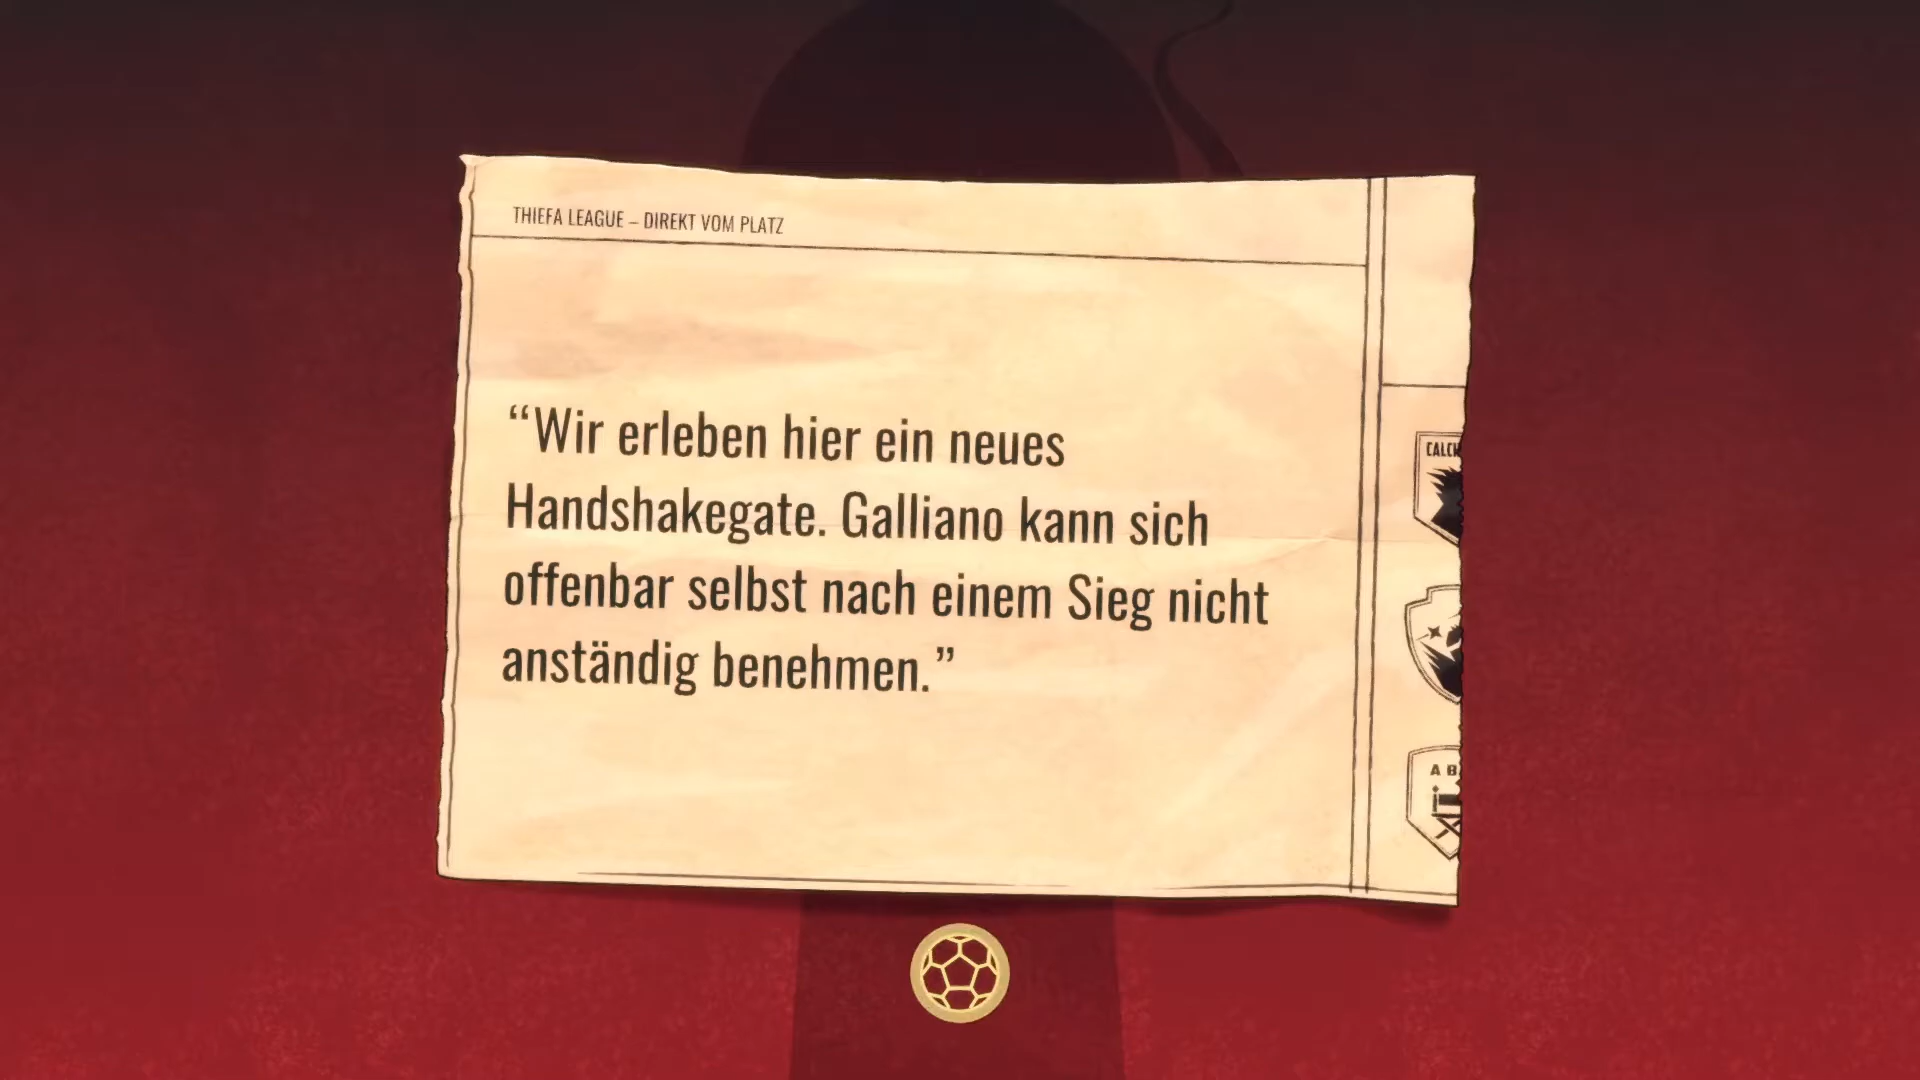 THIEFA LEAGUE – DIREKT VOM PLATZ
“Wir erleben hier ein neues
Handshakegate. Galliano kann sich
offenbar selbst nach einem Sieg nicht
anständig benehmen.”